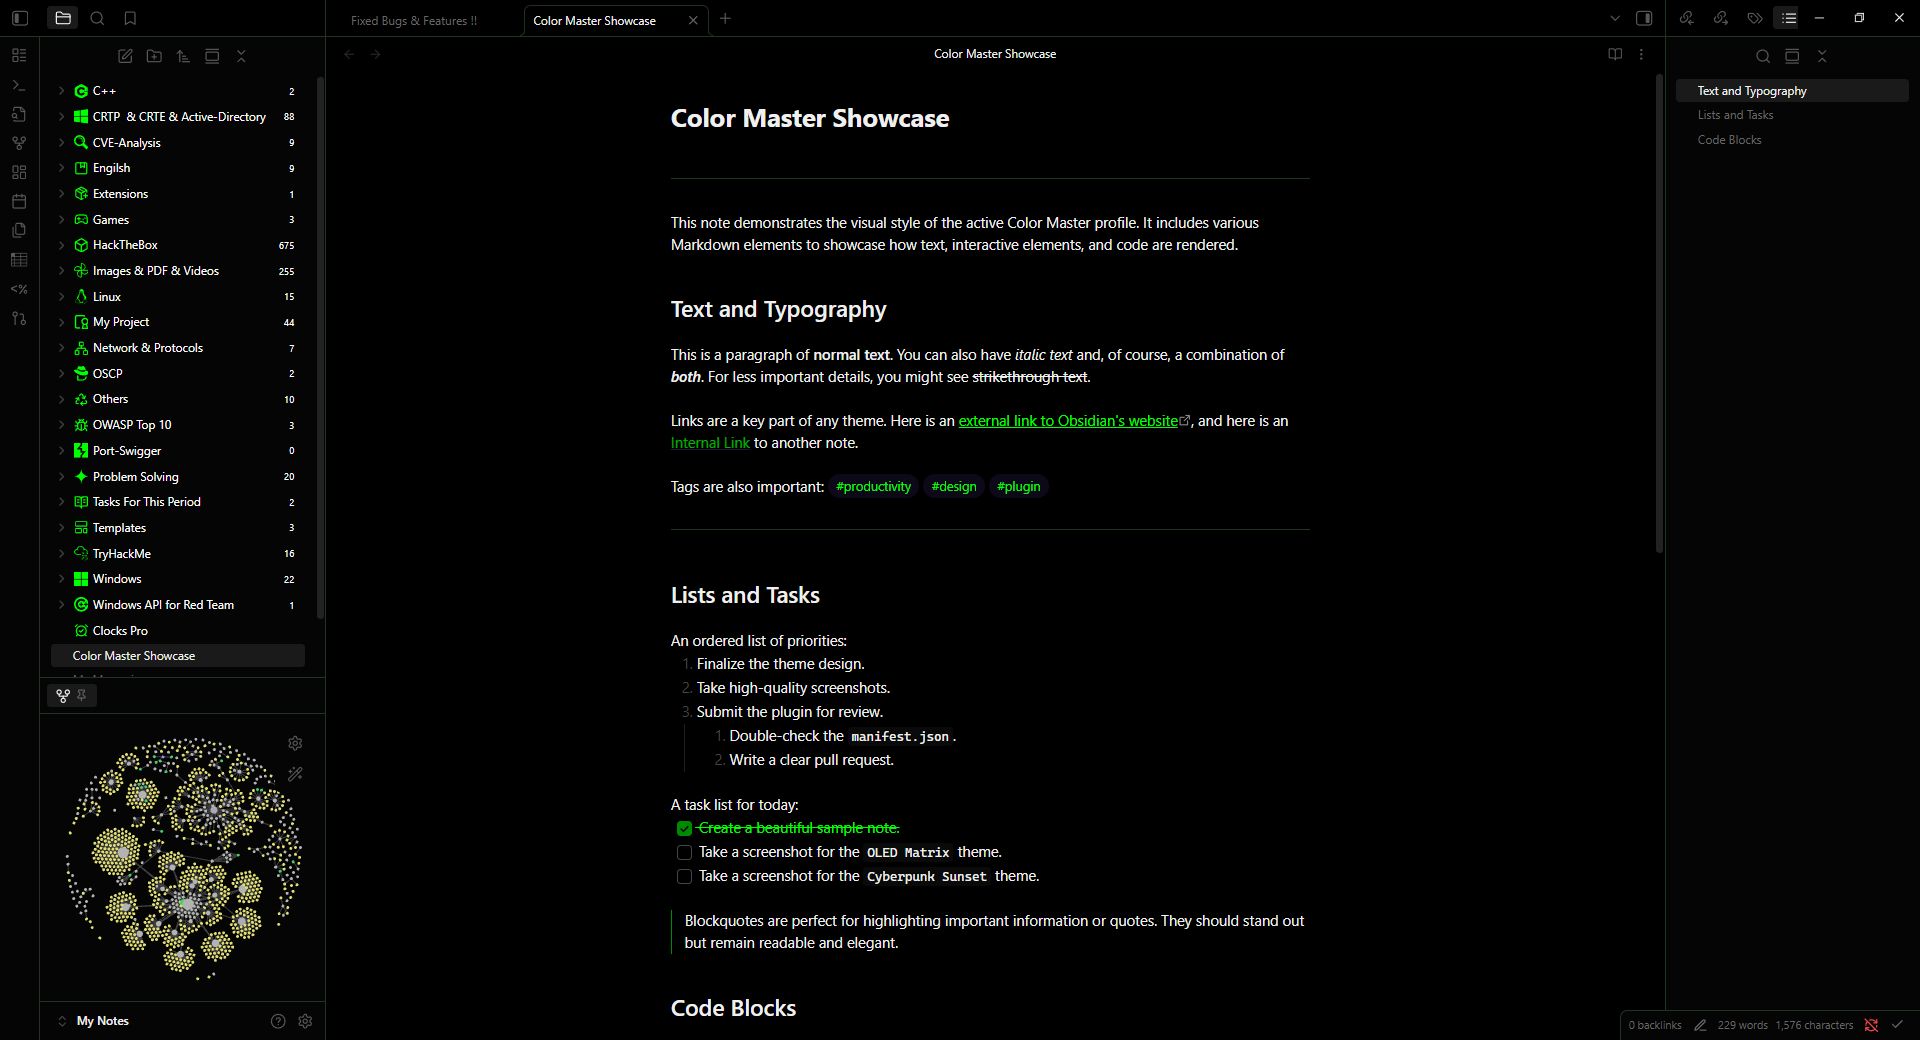 Fixed Bugs & Features !!
Color Master Showcase
C++ 2
CRTP & CRTE & Active-Directory 88
CVE-Analysis 9
Engilsh 9
Extensions 1
Games 3
HackTheBox 675
Images & PDF & Videos 255
Linux 15
My Project 44
Network & Protocols 7
OSCP 2
Others 10
OWASP Top 10 3
Port-Swigger 0
Problem Solving 20
Tasks For This Period 2
Templates 3
TryHackMe 16
Windows 22
Windows API for Red Team 1
Clocks Pro
Color Master Showcase
My Notes
Color Master Showcase
Color Master Showcase
This note demonstrates the visual style of the active Color Master profile. It includes various
Markdown elements to showcase how text, interactive elements, and code are rendered.
Text and Typography
This is a paragraph of normal text. You can also have italic text and, of course, a combination of
both. For less important details, you might see strikethrough text.
Links are a key part of any theme. Here is an external link to Obsidian's website, and here is an
Internal Link to another note.
Tags are also important: #productivity #design #plugin
Lists and Tasks
An ordered list of priorities:
1. Finalize the theme design.
2. Take high-quality screenshots.
3. Submit the plugin for review.
1. Double-check the manifest.json.
2. Write a clear pull request.
A task list for today:
Create a beautiful sample note.
Take a screenshot for the OLED Matrix theme.
Take a screenshot for the Cyberpunk Sunset theme.
Blockquotes are perfect for highlighting important information or quotes. They should stand out
but remain readable and elegant.
Code Blocks
Text and Typography
Lists and Tasks
Code Blocks
0 backlinks 229 words 1,576 characters